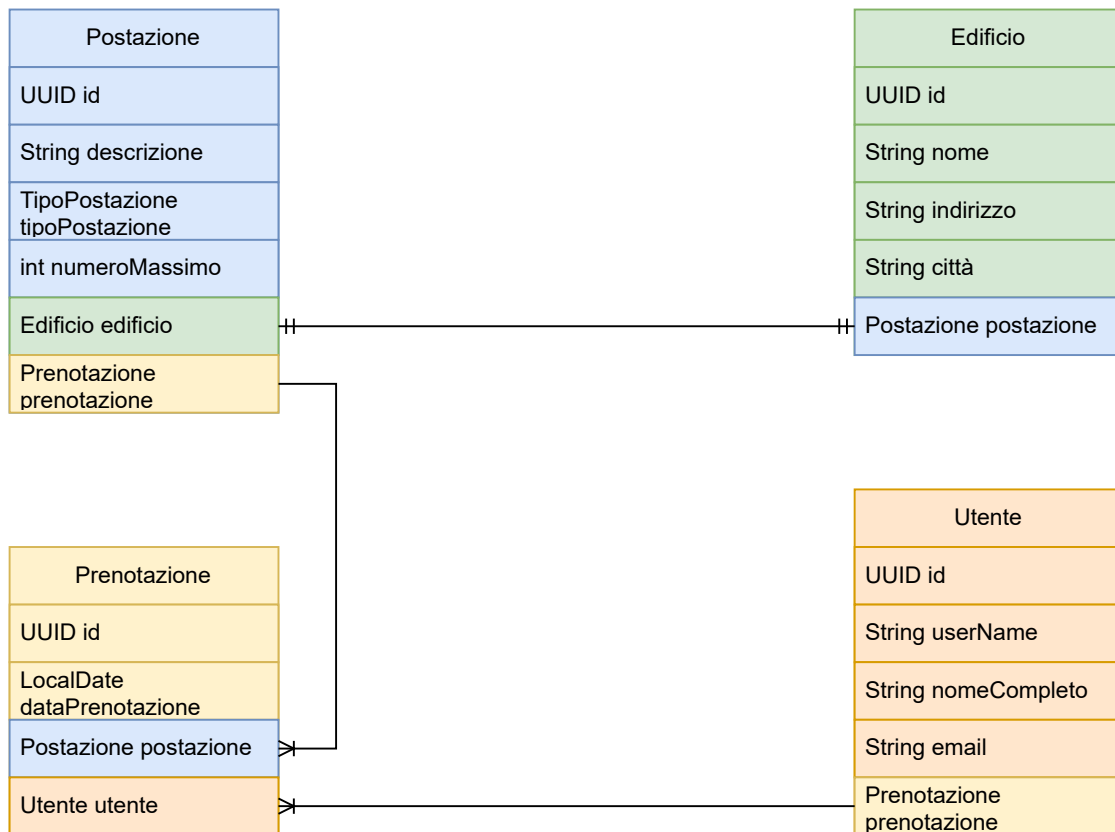 Postazione
UUID id
String descrizione
TipoPostazione
tipoPostazione
int numeroMassimo
Edificio edificio
Prenotazione
prenotazione
Edificio
UUID id
String nome
String indirizzo
String città
Postazione postazione
Prenotazione
UUID id
LocalDate
dataPrenotazione
Postazione postazione
Utente utente
Utente
UUID id
String userName
String nomeCompleto
String email
Prenotazione
prenotazione